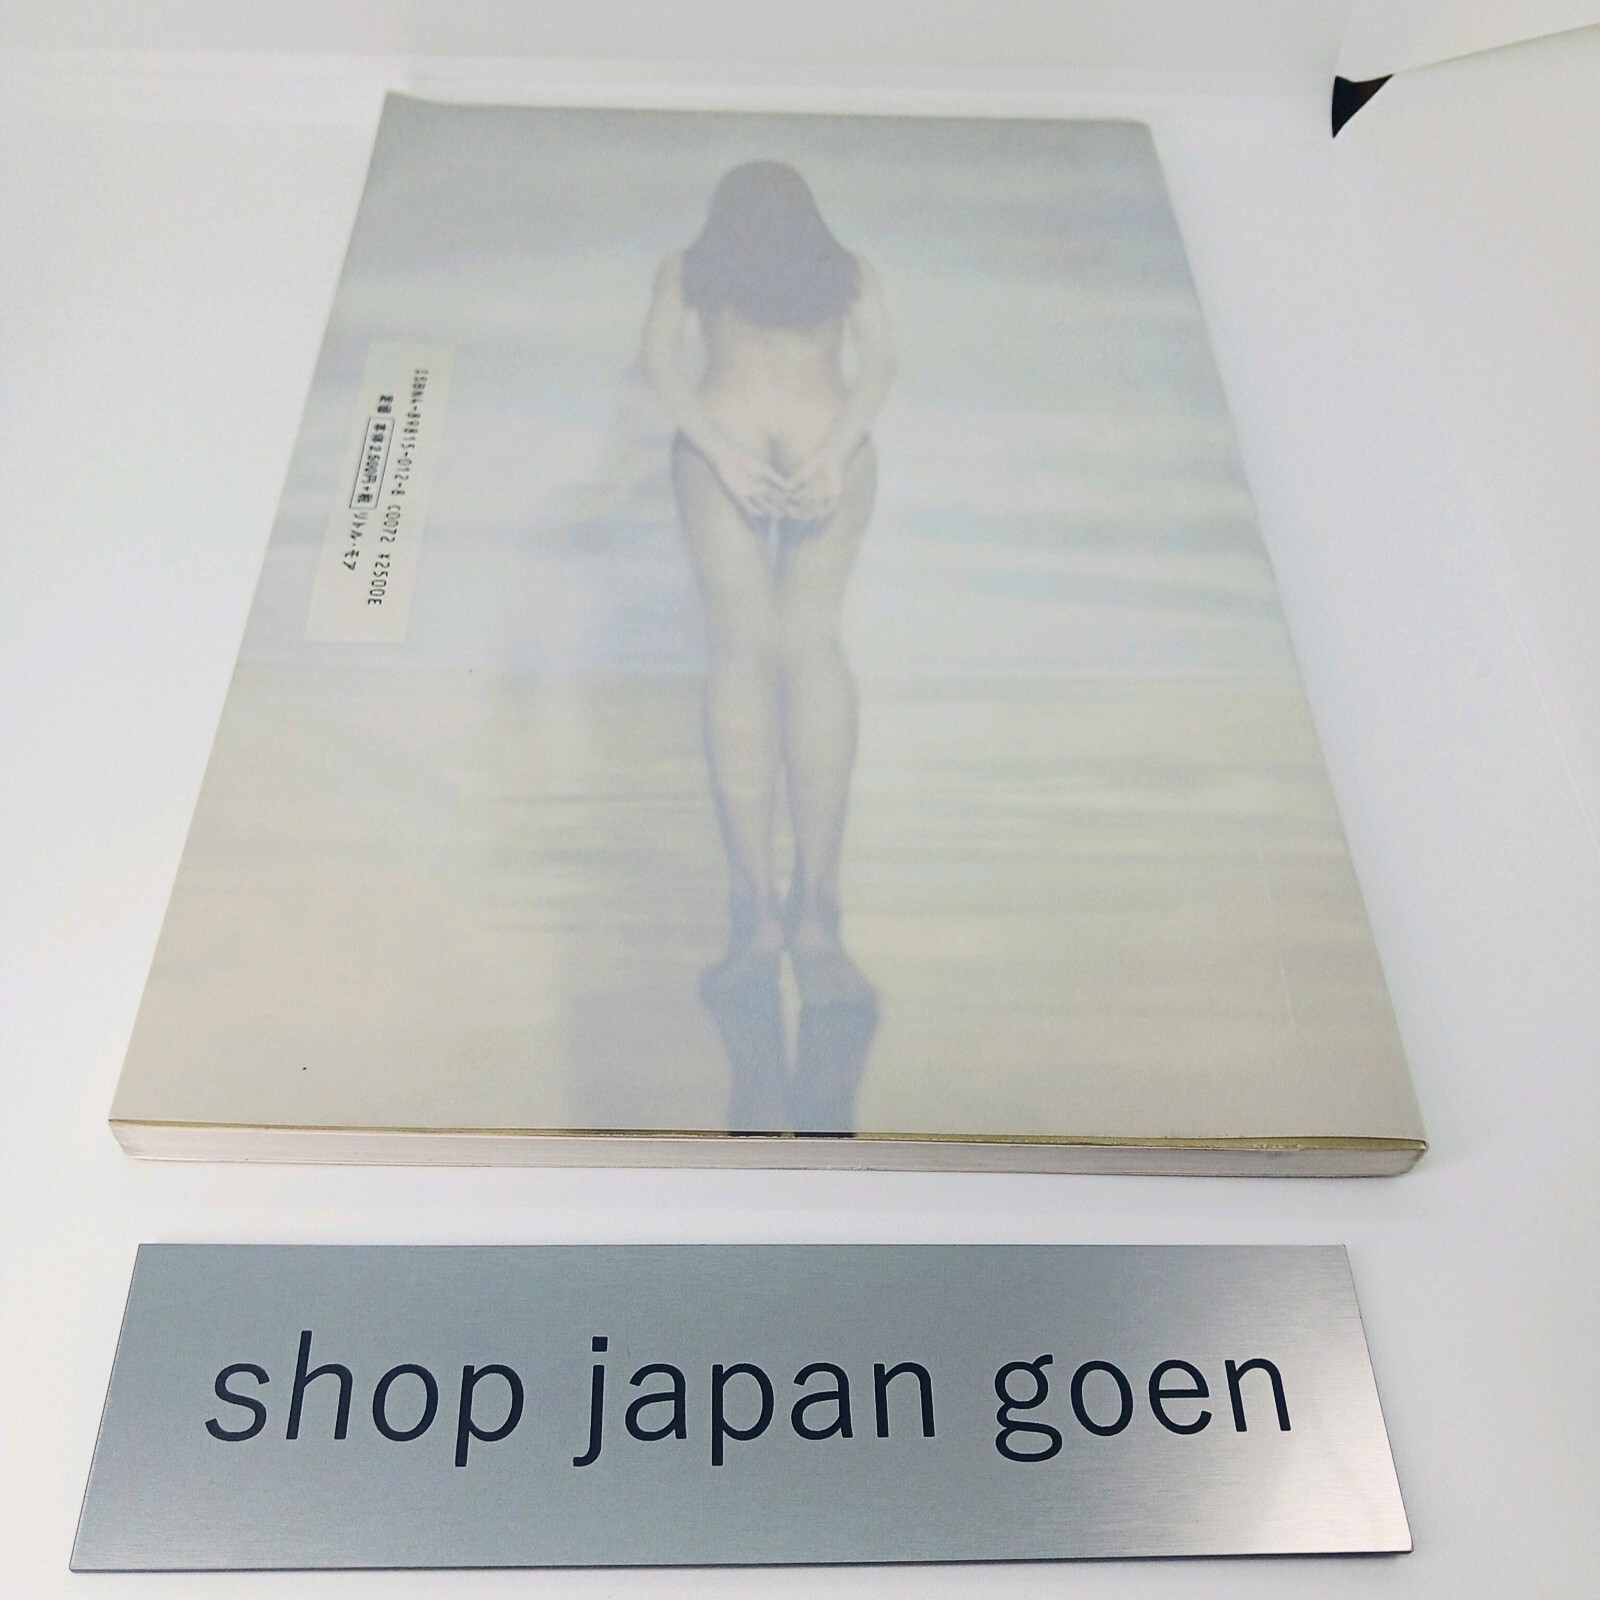 ISBN4-89815-012-8 C0072 ¥2500E
定価 本体2,500円+税 リトル・モア
shop japan goen